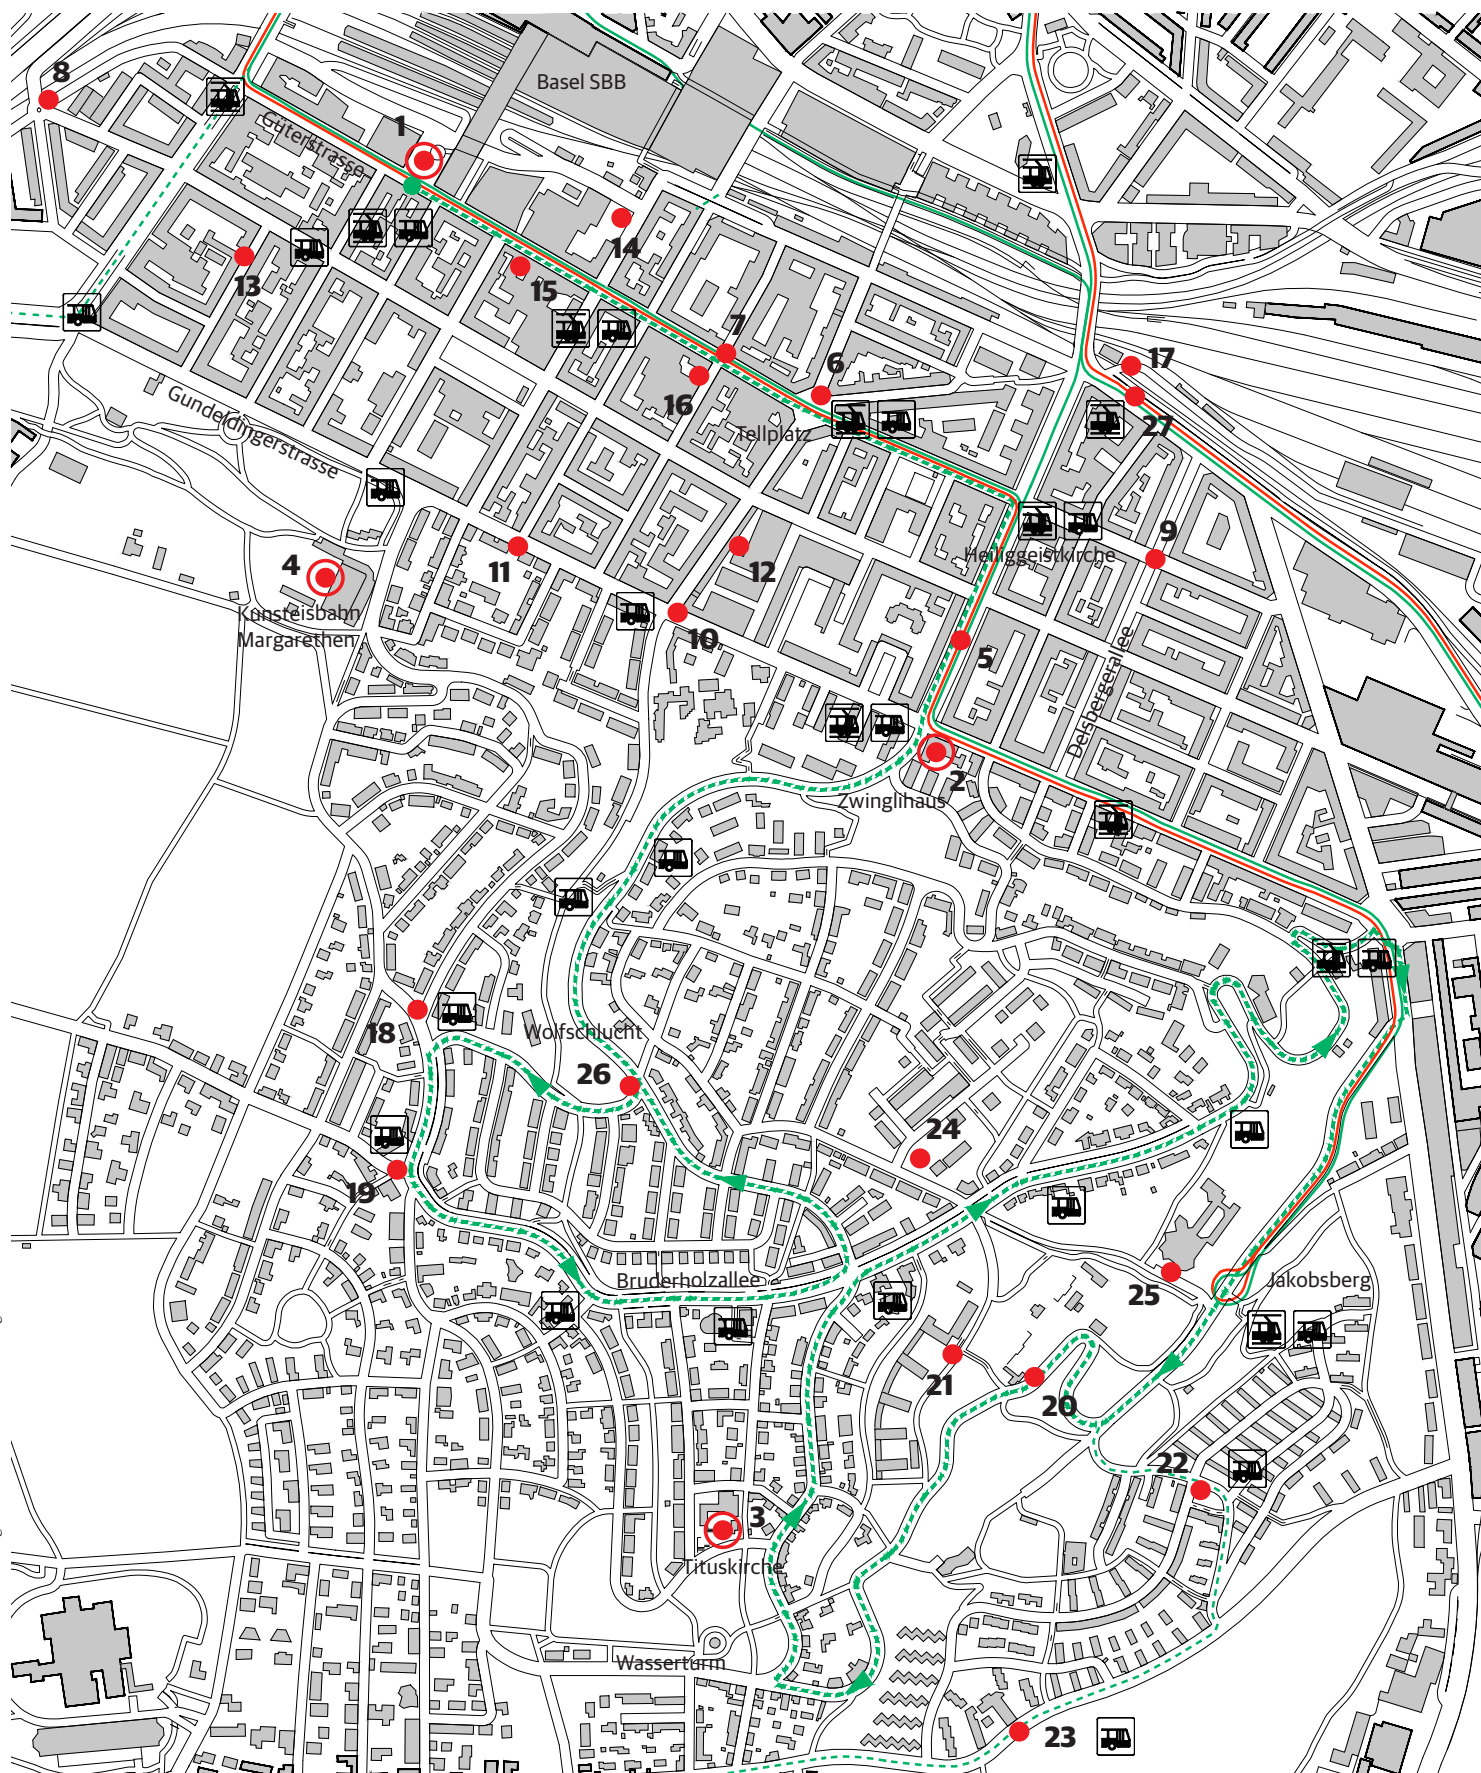 Basel SBB
8
1
Güterstrasse
14
13
15
7
17
6
16
27
Tellplatz
Gundeldingerstrasse
9
Heiliggeistkirche
4
11
12
Kunsteisbahn
Margarethen
10
5
Delsbergerallee
2
Zwinglihaus
18
Wolfschlucht
26
24
19
Bruderholzallee
25
Jakobsberg
21
20
22
3
Tituskirche
Wasserturm
23